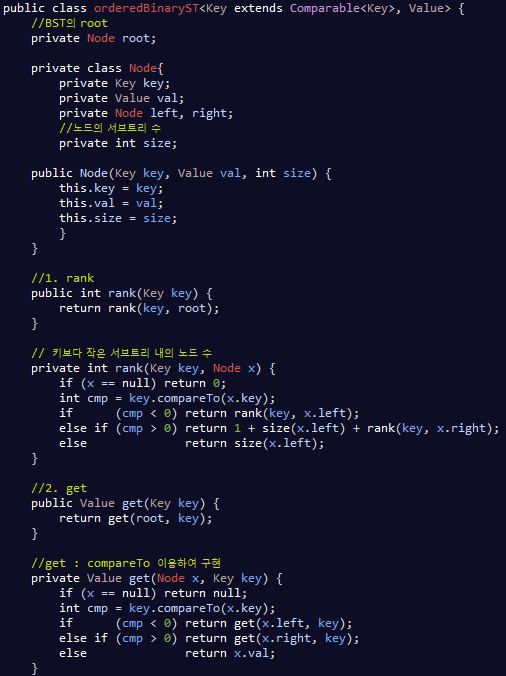 public class orderedBinaryST<Key extends Comparable<Key>, Value> {
    //BST의 root
    private Node root;

    private class Node{
        private Key key;
        private Value val;
        private Node left, right;
        //노드의 서브트리 수
        private int size;

    public Node(Key key, Value val, int size) {
        this.key = key;
        this.val = val;
        this.size = size;
        }
    }

    //1. rank
    public int rank(Key key) {
        return rank(key, root);
    }

    // 키보다 작은 서브트리 내의 노드 수
    private int rank(Key key, Node x) {
        if (x == null) return 0;
        int cmp = key.compareTo(x.key);
        if      (cmp < 0) return rank(key, x.left);
        else if (cmp > 0) return 1 + size(x.left) + rank(key, x.right);
        else              return size(x.left);
    }

    //2. get
    public Value get(Key key) {
        return get(root, key);
    }

    //get : compareTo 이용하여 구현
    private Value get(Node x, Key key) {
        if (x == null) return null;
        int cmp = key.compareTo(x.key);
        if      (cmp < 0) return get(x.left, key);
        else if (cmp > 0) return get(x.right, key);
        else              return x.val;
    }